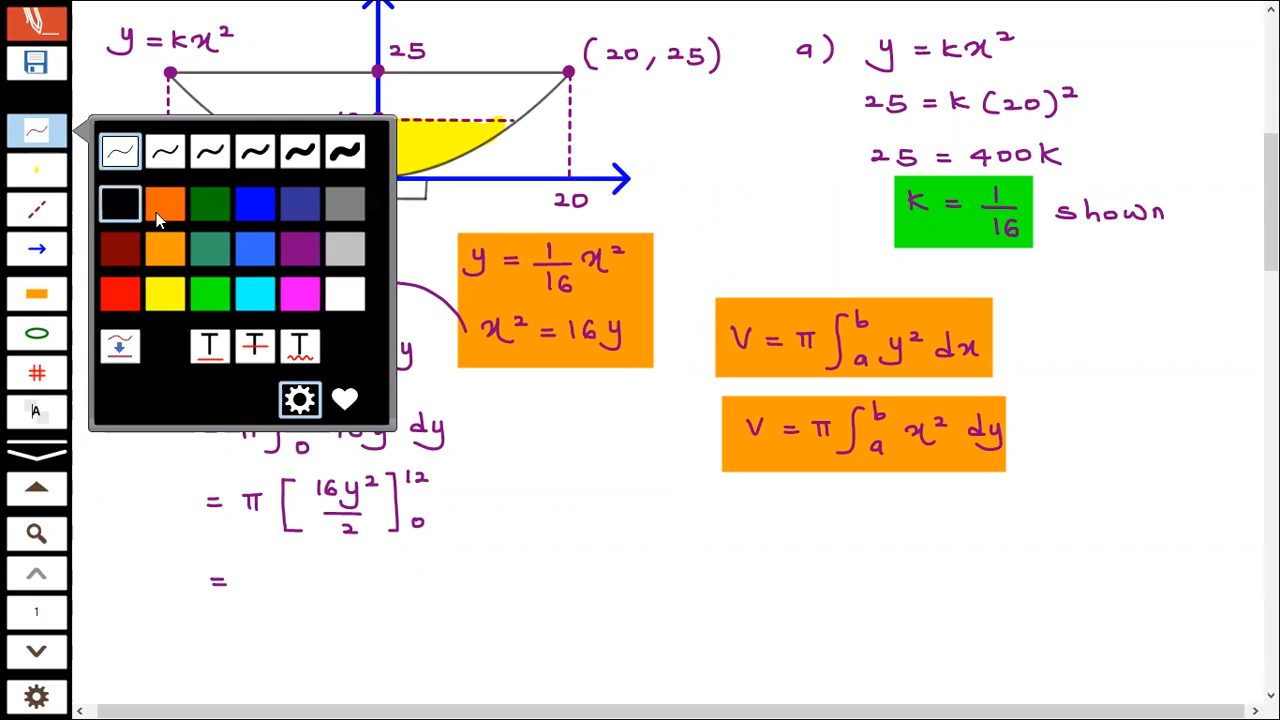 y = kx²
25
(20, 25)
20
y = 1/16 x²
x² = 16y
y
0
dy
= π [ 16y²/2 ]¹²₀
=
a) y = kx²
25 = k (20)²
25 = 400k
k = 1/16 shown
V = π ∫ₐᵇ y² dx
V = π ∫ₐᵇ x² dy
T T T
A
1